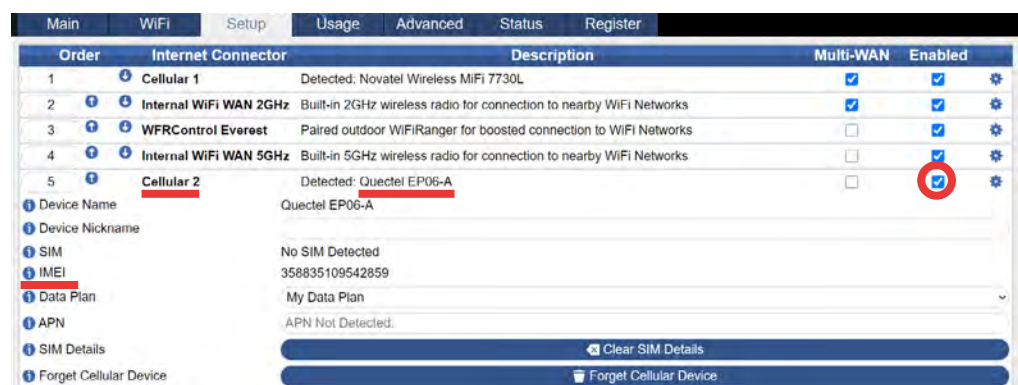 Main WiFi Setup Usage Advanced Status Register
Order Internet Connector Description Multi-WAN Enabled
1 Cellular 1 Detected: Novatel Wireless MiFi 7730L
2 Internal WiFi WAN 2GHz Built-in 2GHz wireless radio for connection to nearby WiFi Networks
3 WFRControl Everest Paired outdoor WiFiRanger for boosted connection to WiFi Networks
4 Internal WiFi WAN 5GHz Built-in 5GHz wireless radio for connection to nearby WiFi Networks
5 Cellular 2 Detected: Quectel EP06-A
Device Name Quectel EP06-A
Device Nickname
SIM No SIM Detected
IMEI 358835109542859
Data Plan My Data Plan
APN APN Not Detected.
SIM Details Clear SIM Details
Forget Cellular Device Forget Cellular Device